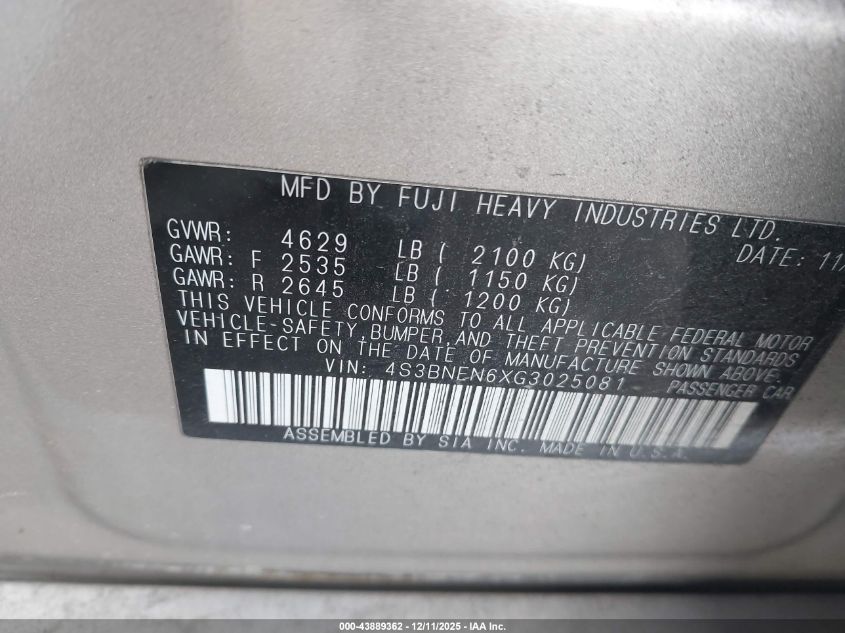 MFD BY FUJI HEAVY INDUSTRIES LTD.
GVWR: 4629 LB ( 2100 KG) DATE: 11/
GAWR: F 2535 LB ( 1150 KG)
GAWR: R 2645 LB ( 1200 KG)
THIS VEHICLE CONFORMS TO ALL APPLICABLE FEDERAL MOTOR
VEHICLE-SAFETY,BUMPER,AND THEFT PREVENTION STANDARDS
IN EFFECT ON THE DATE OF MANUFACTURE SHOWN ABOVE.
VIN: 4S3BNEN6XG3025081 PASSENGER CAR
ASSEMBLED BY SIA INC. MADE IN U.S.A.
000-43889362 - 12/11/2025 - IAA Inc.